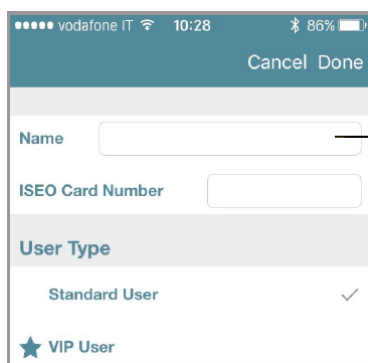 vodafone IT 10:28 86%
Cancel Done
Name
ISEO Card Number
User Type
Standard User
VIP User